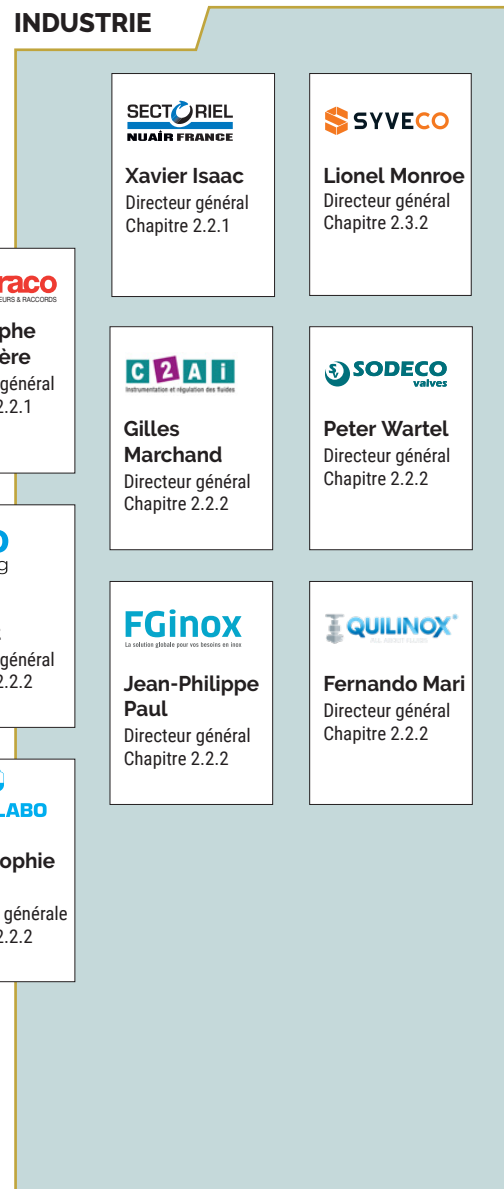 INDUSTRIE
SECTORIEL
NUAIR FRANCE
Xavier Isaac
Directeur général
Chapitre 2.2.1
SYVECO
Lionel Monroe
Directeur général
Chapitre 2.3.2
raco
EURS & RACCORDS
phe
ère
général
2.2.1
C2Ai
Instrumentation et régulation des fluides
Gilles
Marchand
Directeur général
Chapitre 2.2.2
SODECO
valves
Peter Wartel
Directeur général
Chapitre 2.2.2
g
général
2.2.2
FGinox
La solution globale pour vos besoins en inox
Jean-Philippe
Paul
Directeur général
Chapitre 2.2.2
QUILINOX
Fernando Mari
Directeur général
Chapitre 2.2.2
LABO
ophie
générale
2.2.2